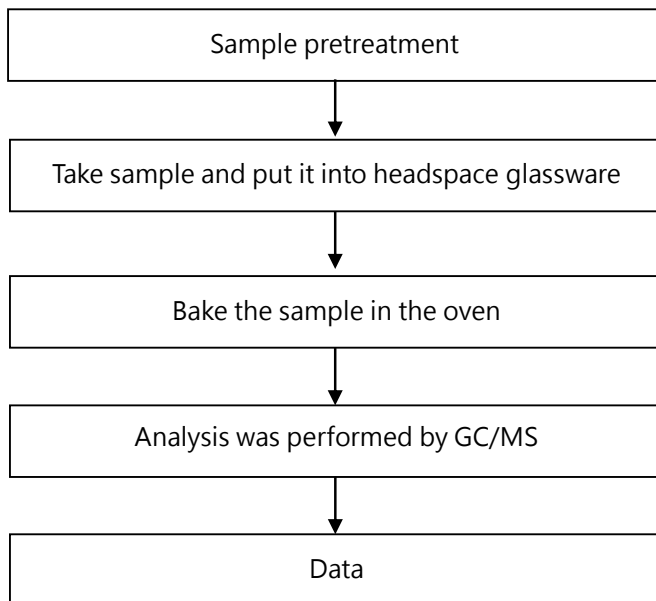 Sample pretreatment
Take sample and put it into headspace glassware
Bake the sample in the oven
Analysis was performed by GC/MS
Data